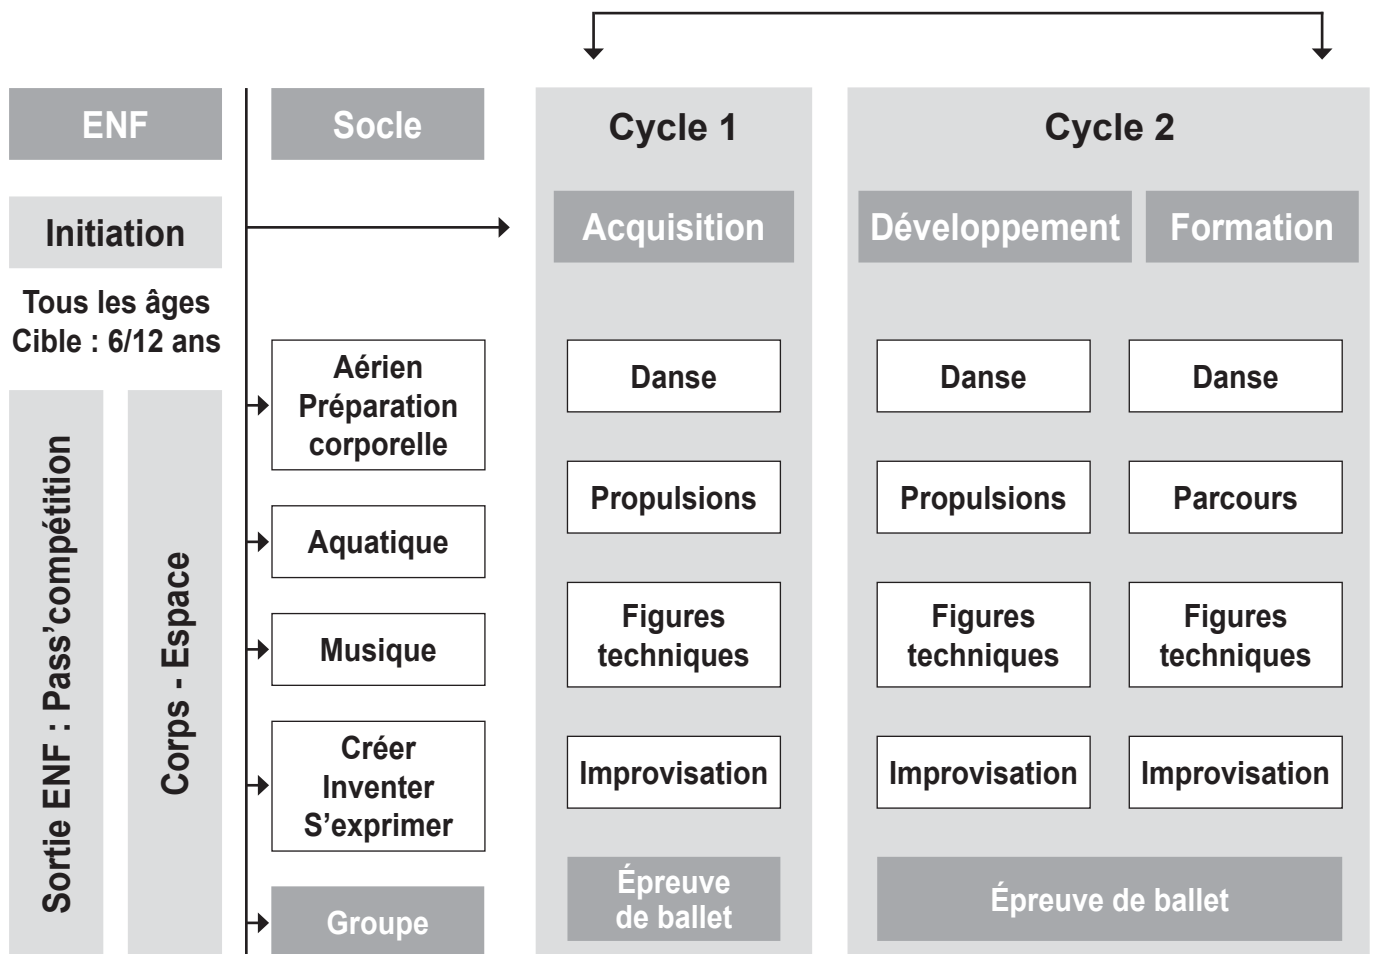 ENF
Socle
Cycle 1
Cycle 2
Initiation
Acquisition
Développement
Formation
Tous les âges
Cible : 6/12 ans
Sortie ENF : Pass’compétition
Corps - Espace
Aérien
Préparation
corporelle
Danse
Danse
Danse
Aquatique
Propulsions
Propulsions
Parcours
Musique
Figures
techniques
Figures
techniques
Figures
techniques
Créer
Inventer
S’exprimer
Improvisation
Improvisation
Improvisation
Groupe
Épreuve
de ballet
Épreuve de ballet